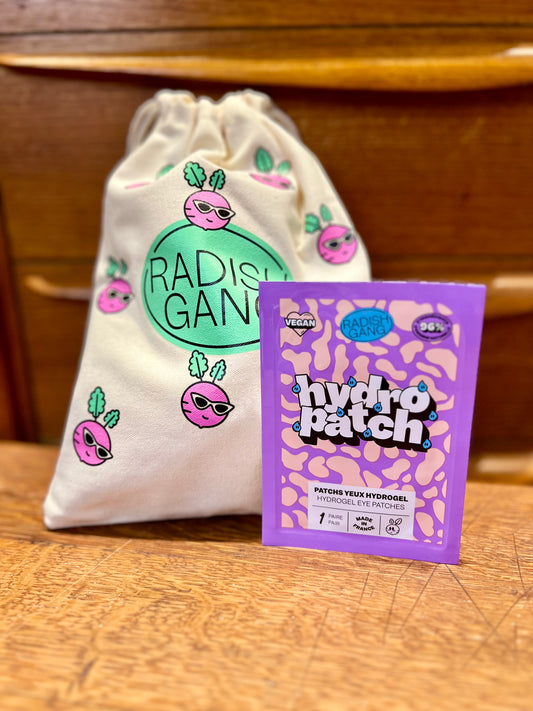 RADISH
GANG
VEGAN
RADISH
GANG
96%
hydro
patch
PATCHS YEUX HYDROGEL
HYDROGEL EYE PATCHES
1 PAIRE
PAIR
MADE IN
FRANCE